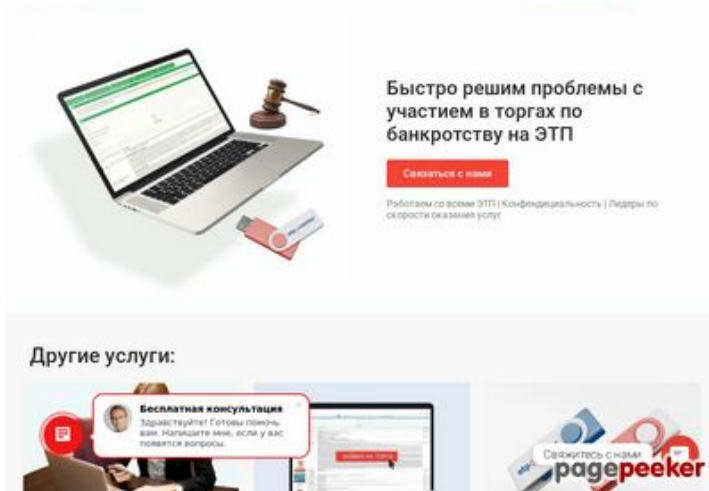 Быстро решим проблемы с
участием в торгах по
банкротству на ЭТП
Связаться с нами
Работаем со всеми ЭТП | Конфендициальность | Лидеры по
скорости оказания услуг
Другие услуги:
Бесплатная консультация
Здравствуйте! Готовы помочь
вам. Напишите мне, если у вас
появятся вопросы.
Свяжитесь с нами
pagepeeker